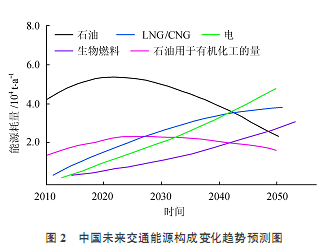 8.0
石油
LNG/CNG
电
生物燃料
石油用于有机化工的量
6.0
4.0
2.0
能源耗量 /10⁴ t·a⁻¹
2010 2020 2030 2040 2050
时间
图 2 中国未来交通能源构成变化趋势预测图